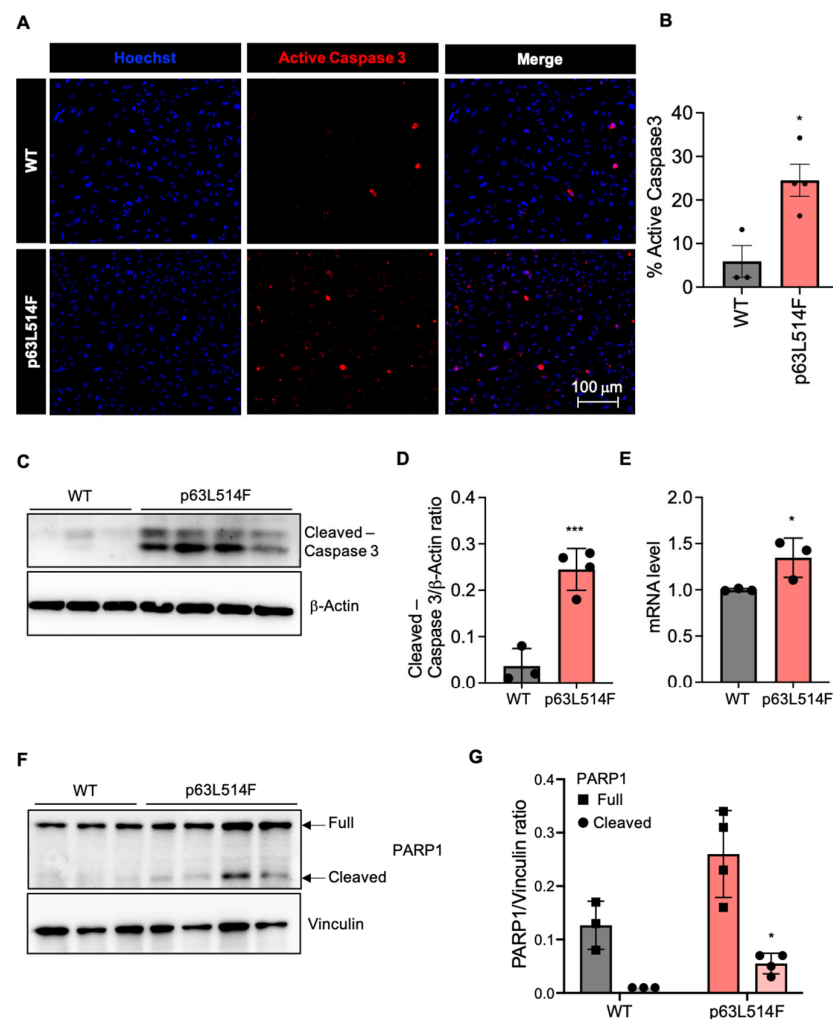 A
Hoechst
Active Caspase 3
Merge
WT
p63L514F
100 µm
B
% Active Caspase3
40
30
20
10
0
*
WT
p63L514F
C
WT
p63L514F
Cleaved –
Caspase 3
β-Actin
D
Cleaved –
Caspase 3/β-Actin ratio
0.4
0.3
0.2
0.1
0.0
***
WT
p63L514F
E
mRNA level
2.0
1.5
1.0
0.5
0.0
*
WT
p63L514F
F
WT
p63L514F
Full
PARP1
Cleaved
Vinculin
G
PARP1/Vinculin ratio
0.4
0.3
0.2
0.1
0.0
PARP1
Full
Cleaved
*
WT
p63L514F